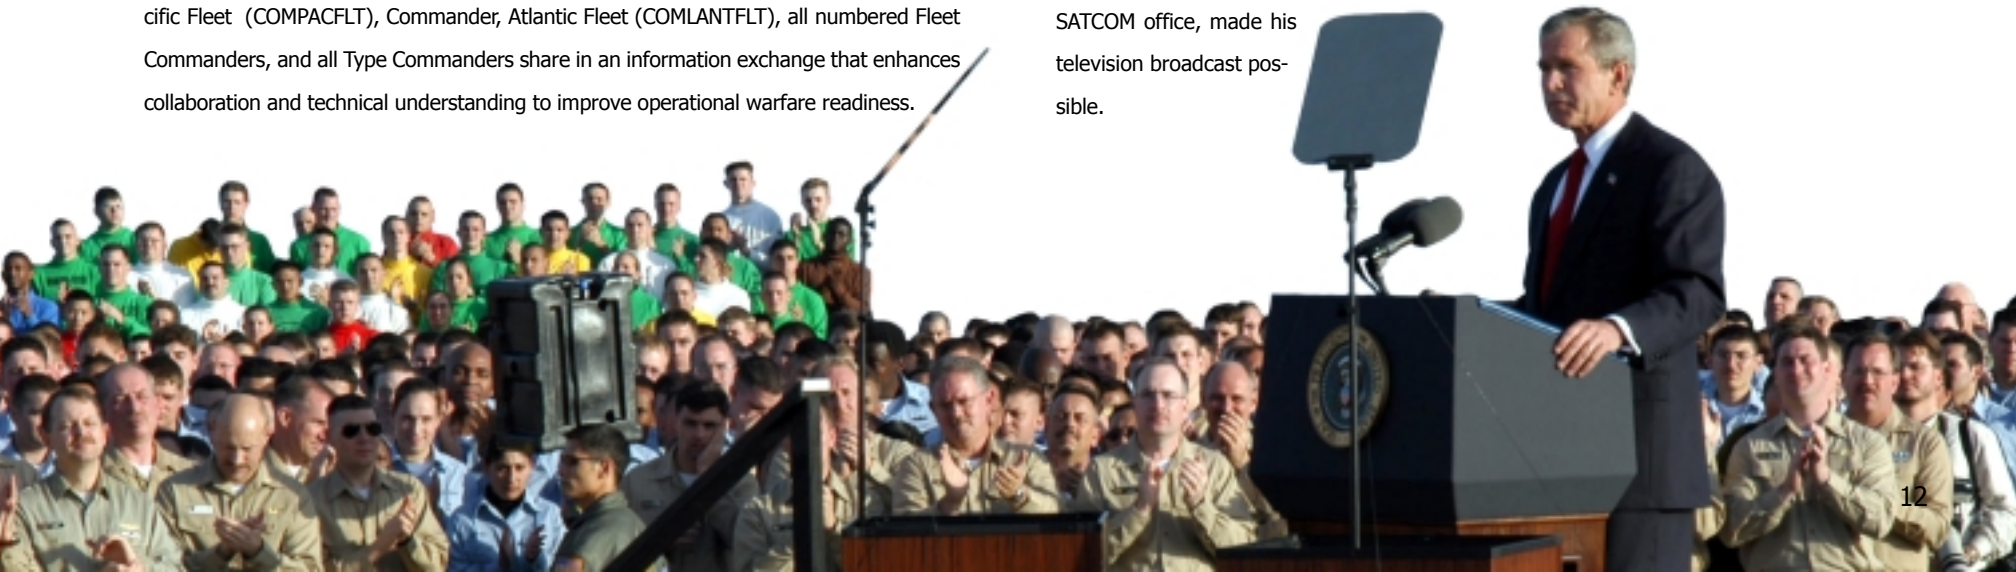 cific Fleet (COMPACFLT), Commander, Atlantic Fleet (COMLANTFLT), all numbered Fleet
Commanders, and all Type Commanders share in an information exchange that enhances
collaboration and technical understanding to improve operational warfare readiness.
SATCOM office, made his
television broadcast pos-
sible.
12